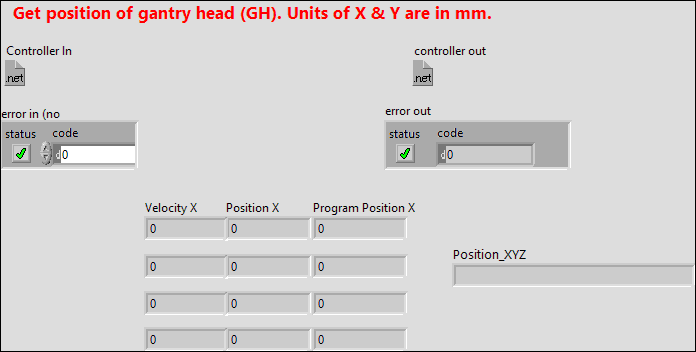 Get position of gantry head (GH). Units of X & Y are in mm.
Controller In
controller out
.net
.net
error in (no
error out
status code
status code
d0
d0
Velocity X Position X Program Position X
0 0 0
Position_XYZ
0 0 0
0 0 0
0 0 0